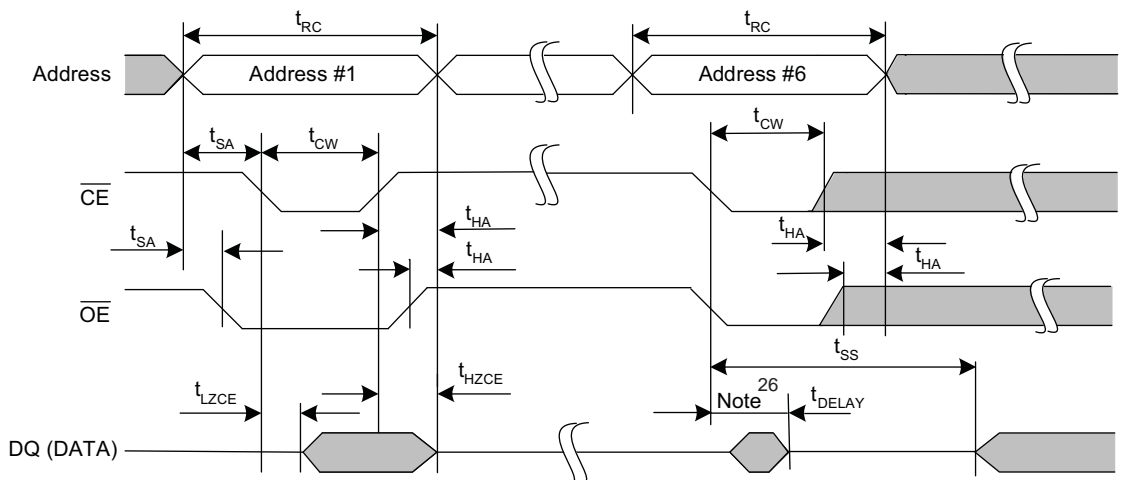 tRC
tRC
Address
Address #1
Address #6
tSA
tCW
tCW
CE
tSA
tHA
tHA
tHA
tHA
OE
tSS
tLZCE
tHZCE
Note 26
tDELAY
DQ (DATA)